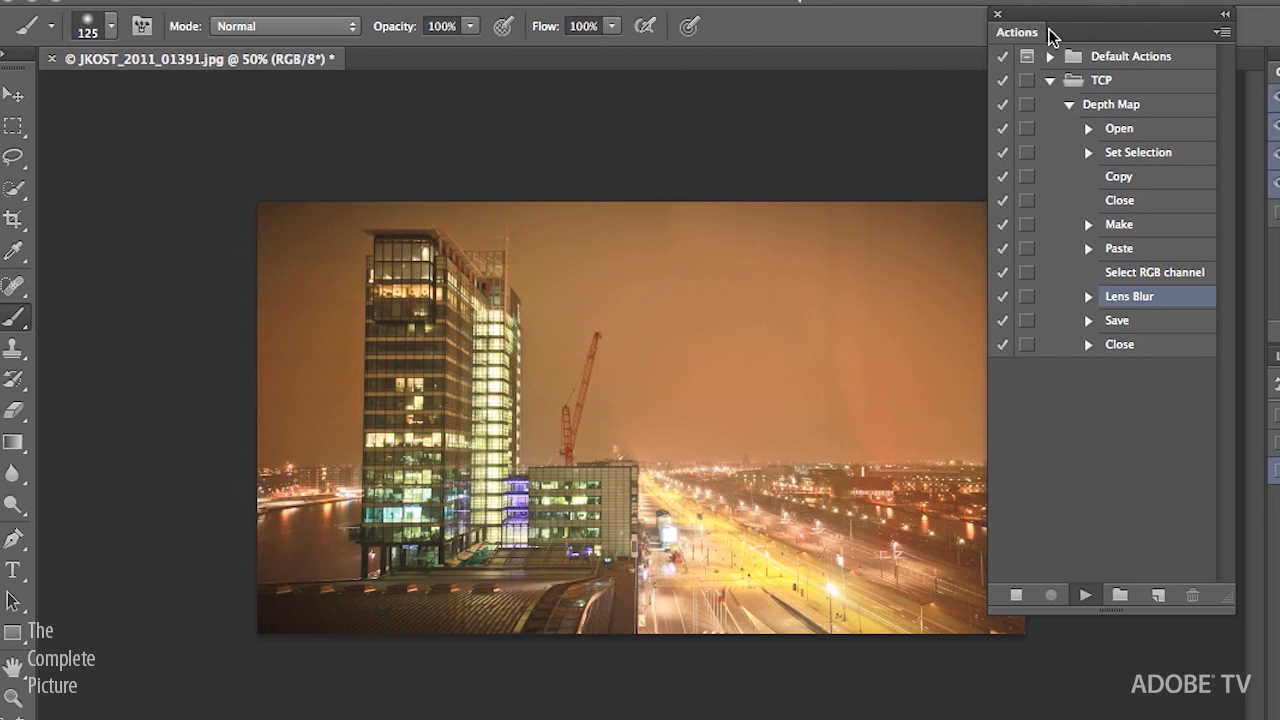 125
Mode: Normal
Opacity: 100%
Flow: 100%
© JKOST_2011_01391.jpg @ 50% (RGB/8*) *
Actions
Default Actions
TCP
Depth Map
Open
Set Selection
Copy
Close
Make
Paste
Select RGB channel
Lens Blur
Save
Close
The
Complete
Picture
ADOBE® TV